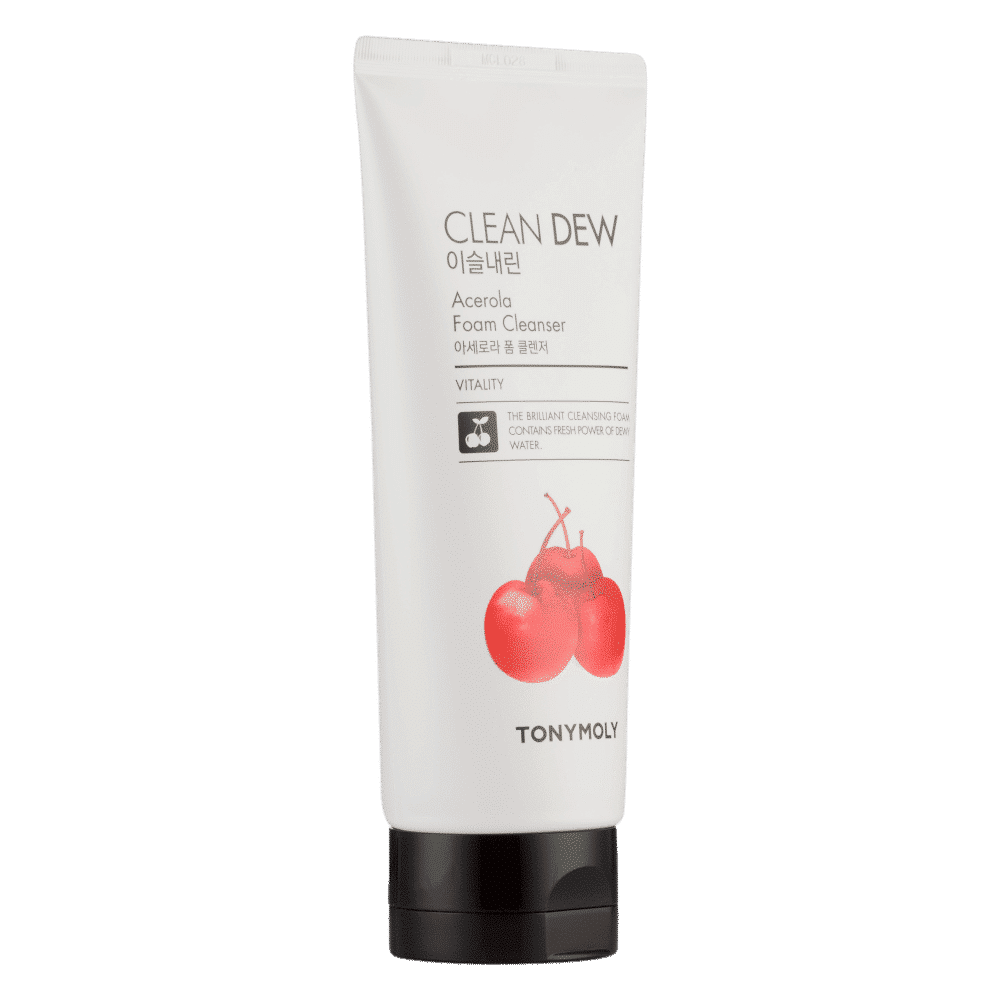 CLEAN DEW
이슬내린
Acerola
Foam Cleanser
아세로라 폼 클렌저
VITALITY
THE BRILLIANT CLEANSING FOAM
CONTAINS FRESH POWER OF DEWY
WATER.
TONYMOLY